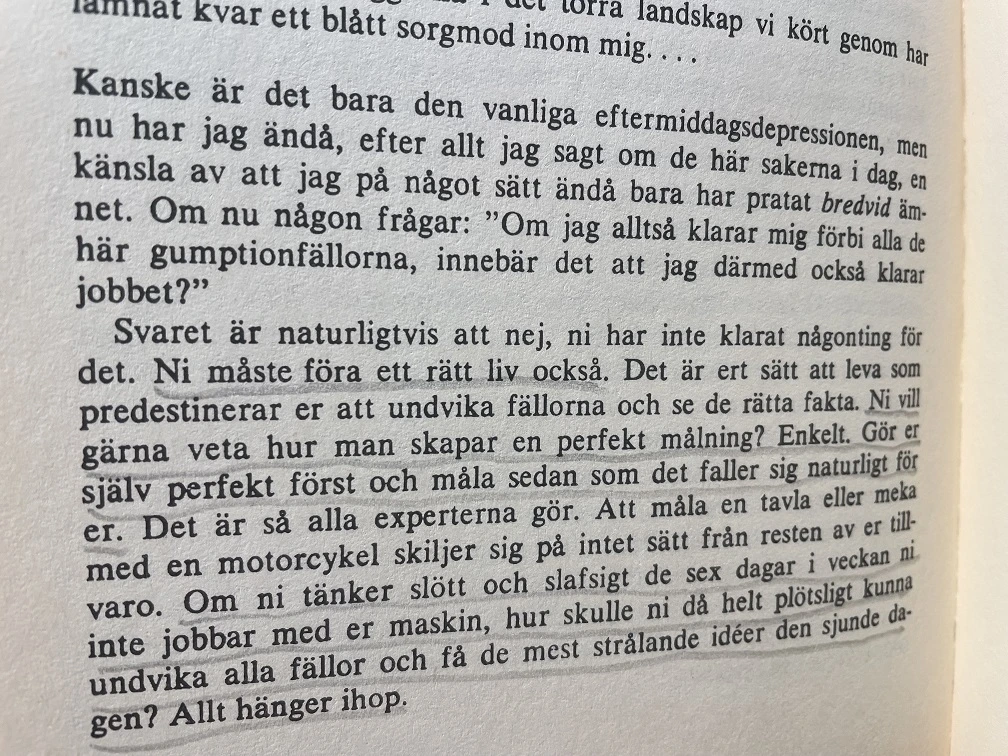 i det torra landskap vi kört genom har
lämnat kvar ett blått sorgmod inom mig. . . .
Kanske är det bara den vanliga eftermiddagsdepressionen, men
nu har jag ändå, efter allt jag sagt om de här sakerna i dag, en
känsla av att jag på något sätt ändå bara har pratat bredvid äm-
net. Om nu någon frågar: ”Om jag alltså klarar mig förbi alla de
här gumptionfällorna, innebär det att jag därmed också klarar
jobbet?”
Svaret är naturligtvis att nej, ni har inte klarat någonting för
det. Ni måste föra ett rätt liv också. Det är ert sätt att leva som
predestinerar er att undvika fällorna och se de rätta fakta. Ni vill
gärna veta hur man skapar en perfekt målning? Enkelt. Gör er
själv perfekt först och måla sedan som det faller sig naturligt för
er. Det är så alla experterna gör. Att måla en tavla eller meka
med en motorcykel skiljer sig på intet sätt från resten av er till-
varo. Om ni tänker slött och slafsigt de sex dagar i veckan ni
inte jobbar med er maskin, hur skulle ni då helt plötsligt kunna
undvika alla fällor och få de mest strålande idéer den sjunde da-
gen? Allt hänger ihop.